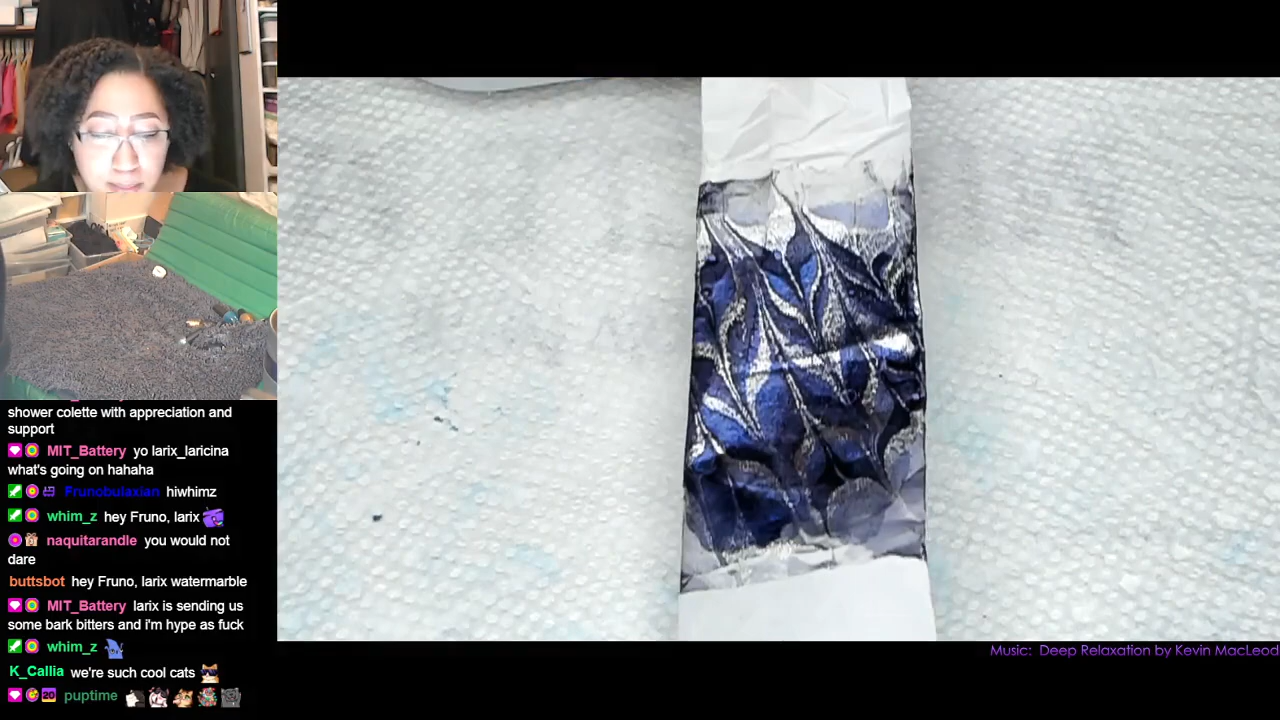 shower colette with appreciation and
support
MIT_Battery yo larix_laricina
what's going on hahaha
Frunobulaxian hiwhimz
whim_z hey Fruno, larix
naquitarandle you would not
dare
buttsbot hey Fruno, larix watermarble
MIT_Battery larix is sending us
some bark bitters and i'm hype as fuck
whim_z
K_Callia we're such cool cats
20 puptime
Music: Deep Relaxation by Kevin MacLeod